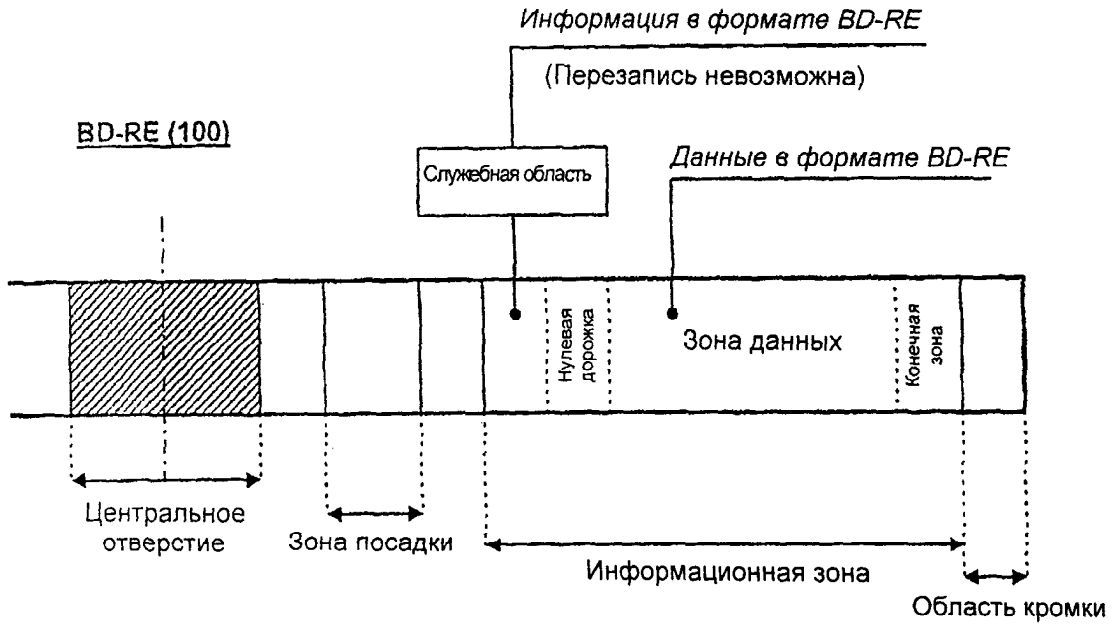 Информация в формате BD-RE
(Перезапись невозможна)
BD-RE (100)
Служебная область
Данные в формате BD-RE
Нулевая
дорожка
Зона данных
Конечная
зона
Центральное
отверстие
Зона посадки
Информационная зона
Область кромки